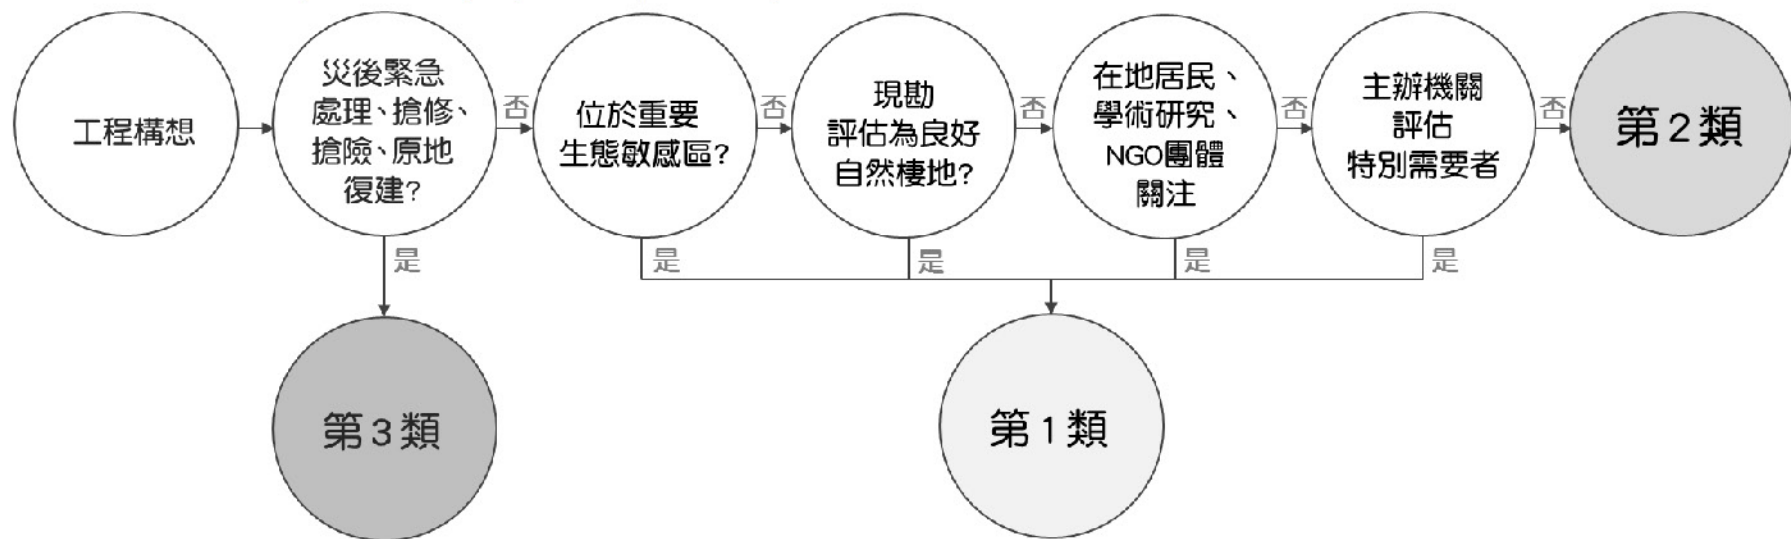 工程構想
災後緊急
處理、搶修、
搶險、原地
復建?
否
位於重要
生態敏感區?
否
現勘
評估為良好
自然棲地?
否
在地居民、
學術研究、
NGO團體
關注
否
主辦機關
評估
特別需要者
否
第2類
是
是
是
是
是
第3類
第1類